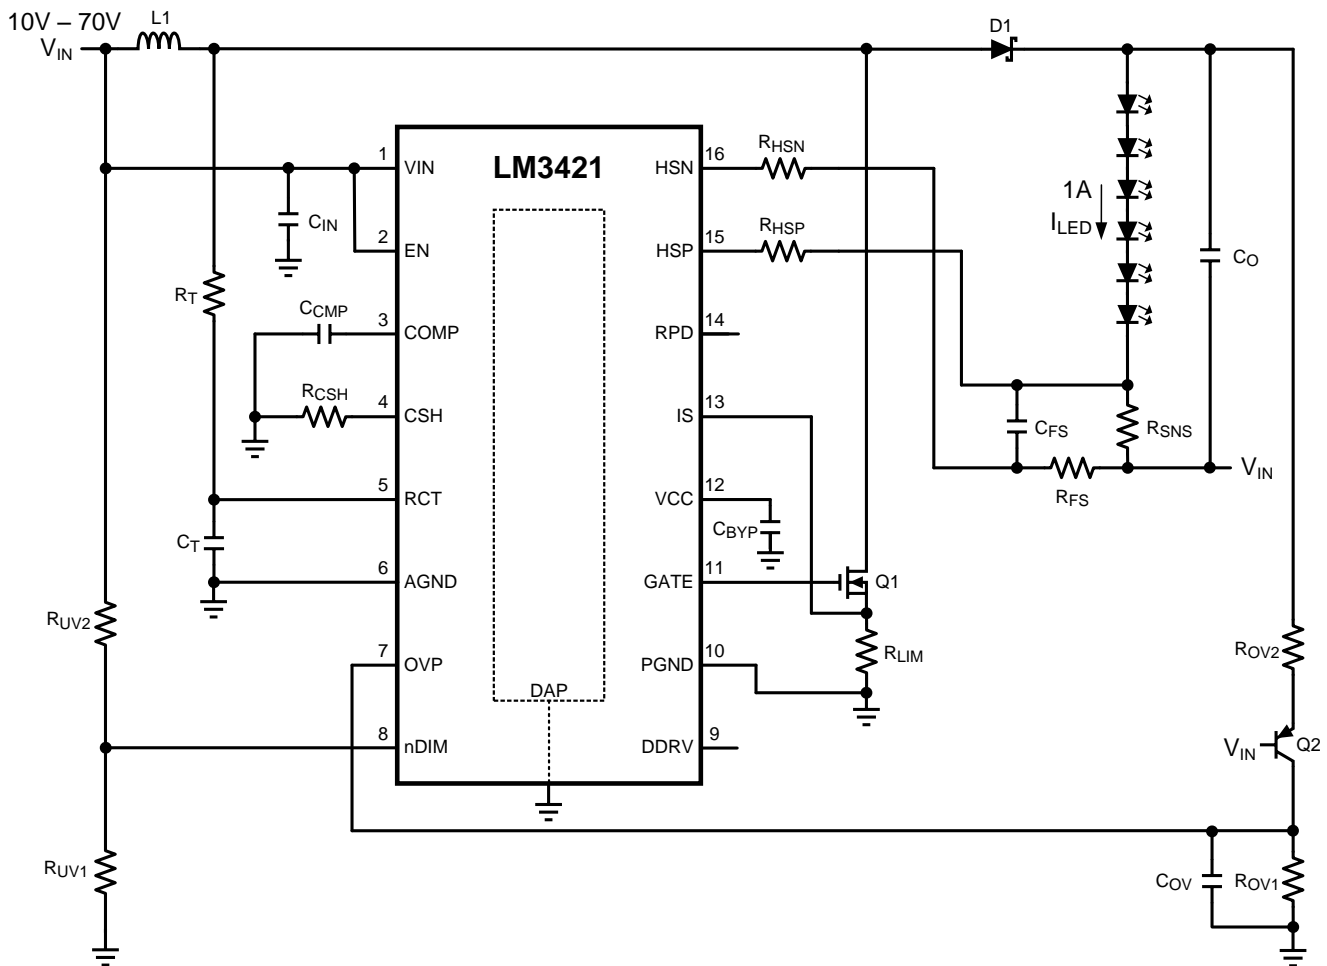 10V – 70V
VIN
L1
D1
LM3421
1
VIN
HSN
16
RHSN
CIN
2
EN
HSP
15
RHSP
1A
ILED
CO
RT
CCMP
3
COMP
RPD
14
RCSH
4
CSH
IS
13
CFS
RSNS
VIN
RFS
5
RCT
VCC
12
CBYP
CT
6
AGND
GATE
11
Q1
RUV2
7
OVP
PGND
10
RLIM
ROV2
DAP
8
nDIM
DDRV
9
VIN
Q2
RUV1
COV
ROV1